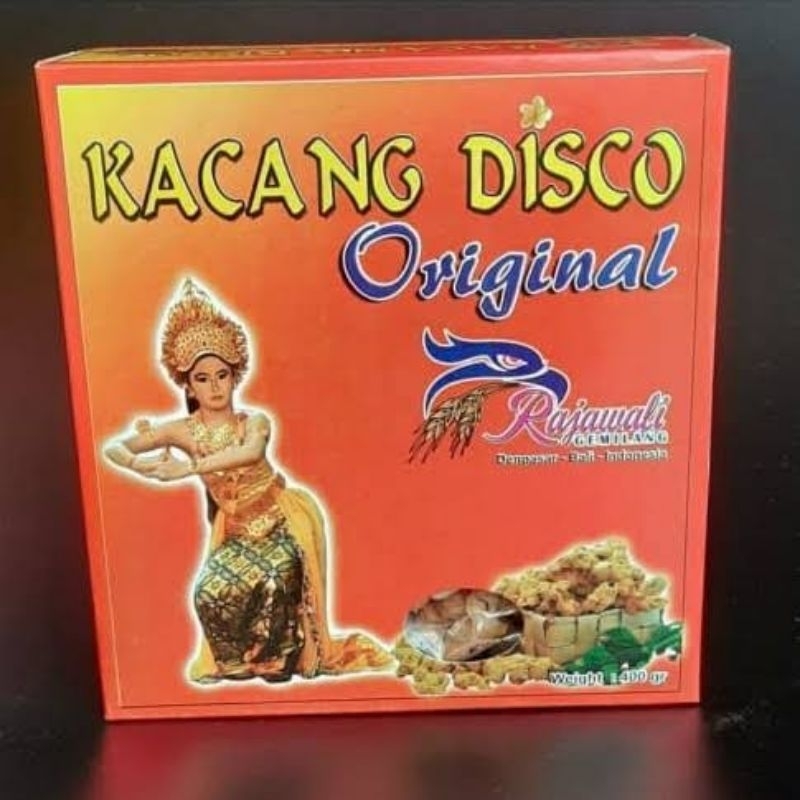 KACANG DISCO
Original
Rajawali
GEMILANG
Denpasar - Bali - Indonesia
Weight : 400 gr